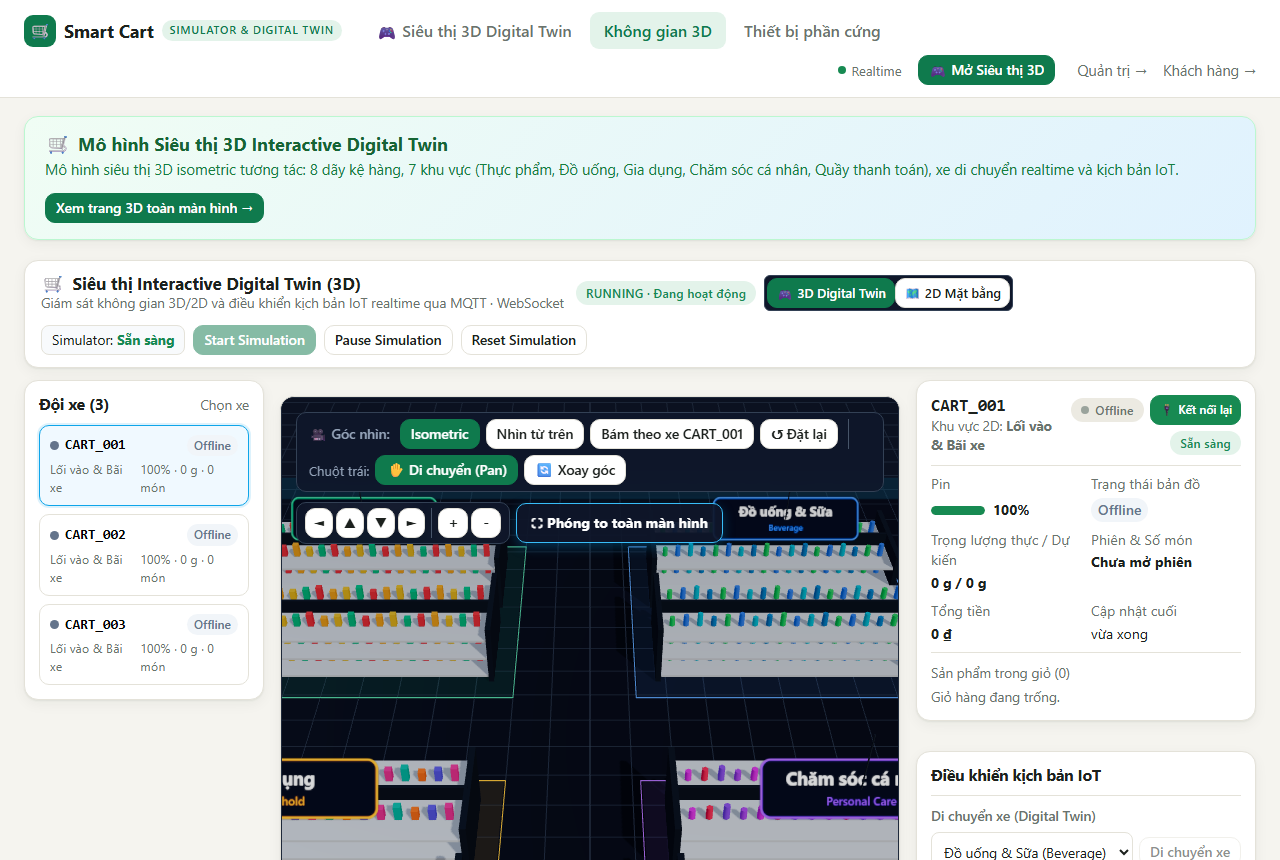 Smart Cart
SIMULATOR & DIGITAL TWIN
Siêu thị 3D Digital Twin
Không gian 3D
Thiết bị phần cứng
Realtime
Mở Siêu thị 3D
Quản trị →
Khách hàng →
Mô hình Siêu thị 3D Interactive Digital Twin
Mô hình siêu thị 3D isometric tương tác: 8 dãy kệ hàng, 7 khu vực (Thực phẩm, Đồ uống, Gia dụng, Chăm sóc cá nhân, Quầy thanh toán), xe di chuyển realtime và kịch bản IoT.
Xem trang 3D toàn màn hình →
Siêu thị Interactive Digital Twin (3D)
Giám sát không gian 3D/2D và điều khiển kịch bản IoT realtime qua MQTT · WebSocket
RUNNING · Đang hoạt động
3D Digital Twin
2D Mặt bằng
Simulator: Sẵn sàng
Start Simulation
Pause Simulation
Reset Simulation
Đội xe (3)
Chọn xe
CART_001
Offline
Lối vào & Bãi xe
100% · 0 g · 0 món
CART_002
Offline
Lối vào & Bãi xe
100% · 0 g · 0 món
CART_003
Offline
Lối vào & Bãi xe
100% · 0 g · 0 món
Góc nhìn:
Isometric
Nhìn từ trên
Bám theo xe CART_001
↺ Đặt lại
Chuột trái:
Di chuyển (Pan)
Xoay góc
◄ ▲ ▼ ►
+ -
Phóng to toàn màn hình
Đồ uống & Sữa
Beverage
ụng
hold
Chăm sóc cá
Personal Care
CART_001
Khu vực 2D: Lối vào
& Bãi xe
Offline
Kết nối lại
Sẵn sàng
Pin
100%
Trạng thái bản đồ
Offline
Trọng lượng thực / Dự
kiến
0 g / 0 g
Phiên & Số món
Chưa mở phiên
Tổng tiền
0 ₫
Cập nhật cuối
vừa xong
Sản phẩm trong giỏ (0)
Giỏ hàng đang trống.
Điều khiển kịch bản IoT
Di chuyển xe (Digital Twin)
Đồ uống & Sữa (Beverage)
Di chuyển xe